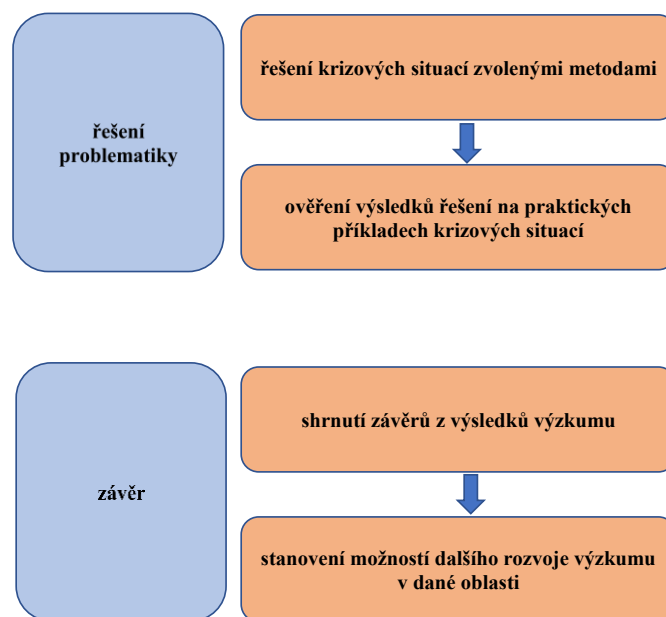 řešení
problematiky
řešení krizových situací zvolenými metodami
ověření výsledků řešení na praktických
příkladech krizových situací
závěr
shrnutí závěrů z výsledků výzkumu
stanovení možností dalšího rozvoje výzkumu
v dané oblasti